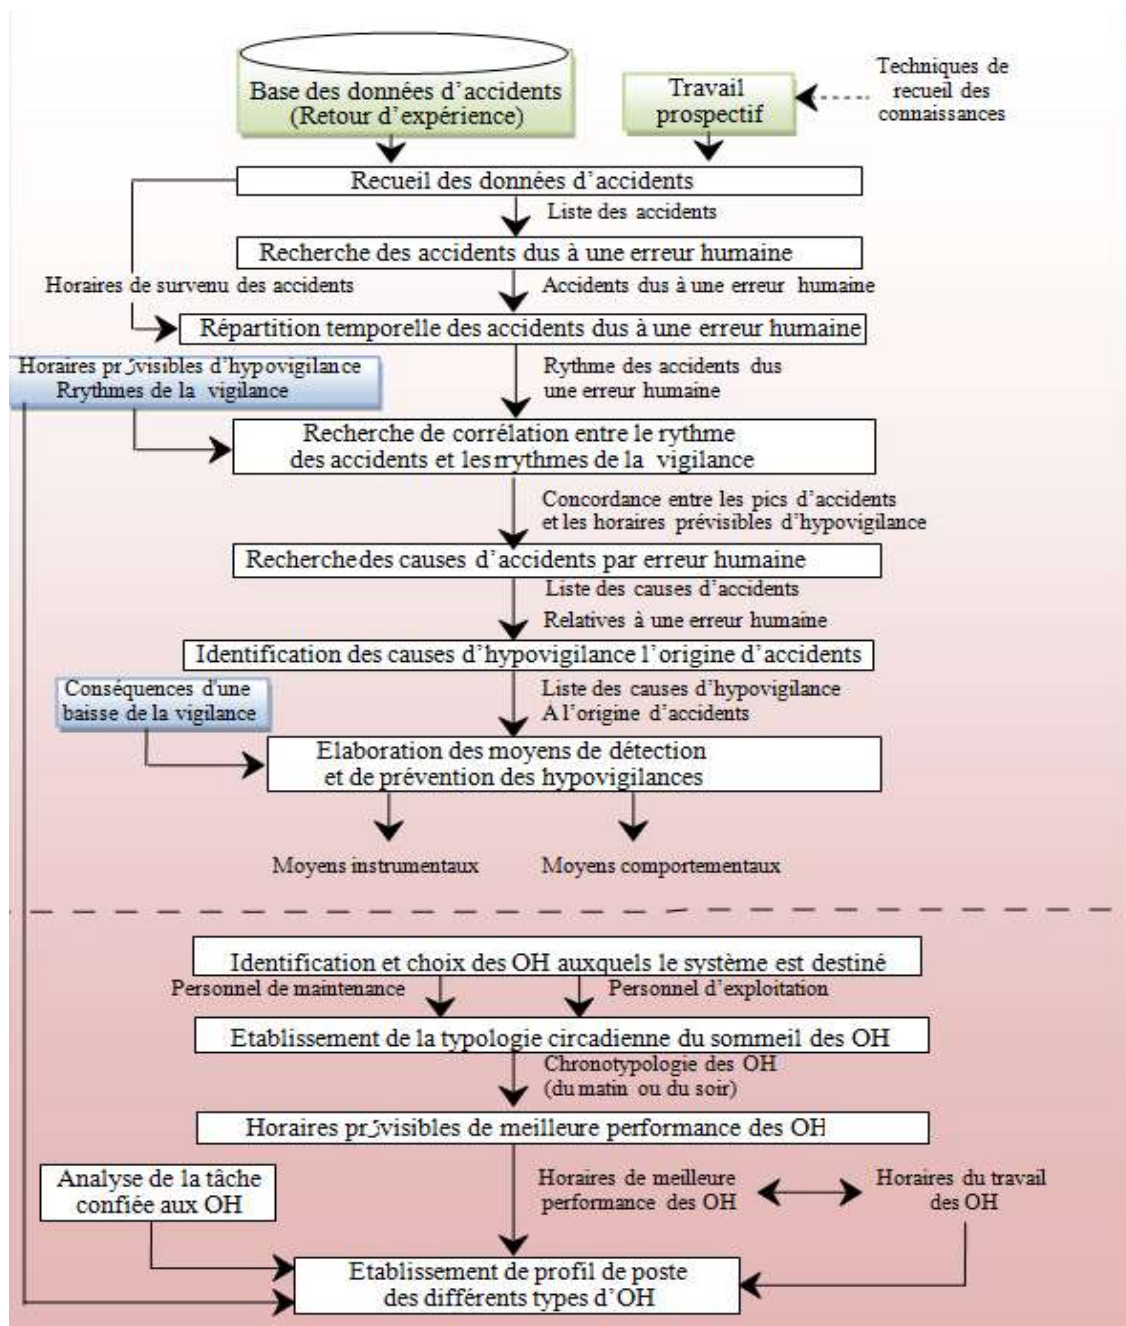 Base des données d'accidents
(Retour d'expérience)
Travail
prospectif
Techniques de
recueil des
connaissances
Recueil des données d'accidents
Liste des accidents
Recherche des accidents dus à une erreur humaine
Horaires de survenu des accidents
Accidents dus à une erreur humaine
Répartition temporelle des accidents dus à une erreur humaine
Horaires prکvisibles d'hypovigilance
Rrythmes de la vigilance
Rythme des accidents dus
une erreur humaine
Recherche de corrélation entre le rythme
des accidents et les rrythmes de la vigilance
Concordance entre les pics d'accidents
et les horaires prévisibles d'hypovigilance
Recherche des causes d'accidents par erreur humaine
Liste des causes d'accidents
Relatives à une erreur humaine
Identification des causes d'hypovigilance l'origine d'accidents
Conséquences d'une
baisse de la vigilance
Liste des causes d'hypovigilance
A l'origine d'accidents
Elaboration des moyens de détection
et de prévention des hypovigilances
Moyens instrumentaux
Moyens comportementaux
Identification et choix des OH auxquels le système est destiné
Personnel de maintenance
Personnel d'exploitation
Etablissement de la typologie circadienne du sommeil des OH
Chronotypologie des OH
(du matin ou du soir)
Horaires prکvisibles de meilleure performance des OH
Analyse de la tâche
confiée aux OH
Horaires de meilleure
performance des OH
Horaires du travail
des OH
Etablissement de profil de poste
des différents types d'OH